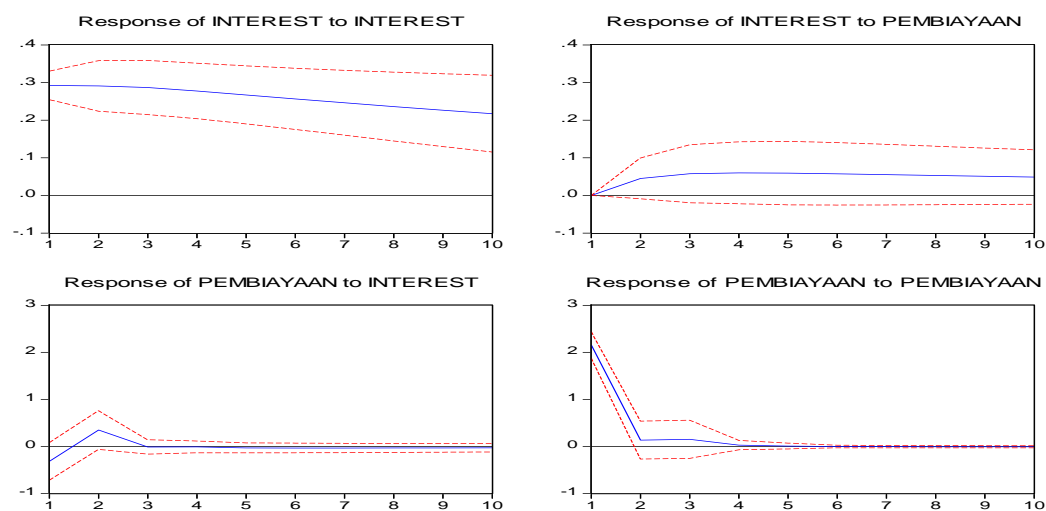 Response of INTEREST to INTEREST
.4
.3
.2
.1
.0
-.1
1 2 3 4 5 6 7 8 9 10
Response of INTEREST to PEMBIAYAAN
.4
.3
.2
.1
.0
-.1
1 2 3 4 5 6 7 8 9 10
Response of PEMBIAYAAN to INTEREST
3
2
1
0
-1
1 2 3 4 5 6 7 8 9 10
Response of PEMBIAYAAN to PEMBIAYAAN
3
2
1
0
-1
1 2 3 4 5 6 7 8 9 10